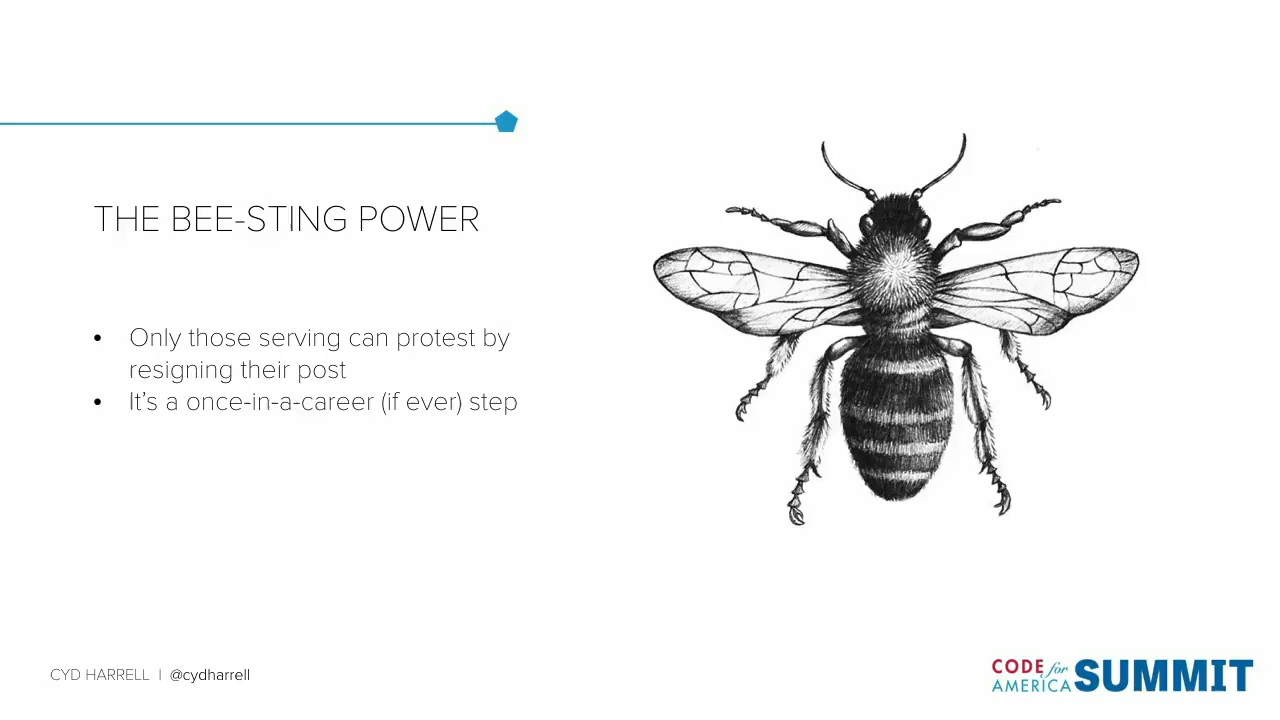 THE BEE-STING POWER
• Only those serving can protest by
resigning their post
• It’s a once-in-a-career (if ever) step
CYD HARRELL | @cydharrell
CODE for
AMERICA SUMMIT